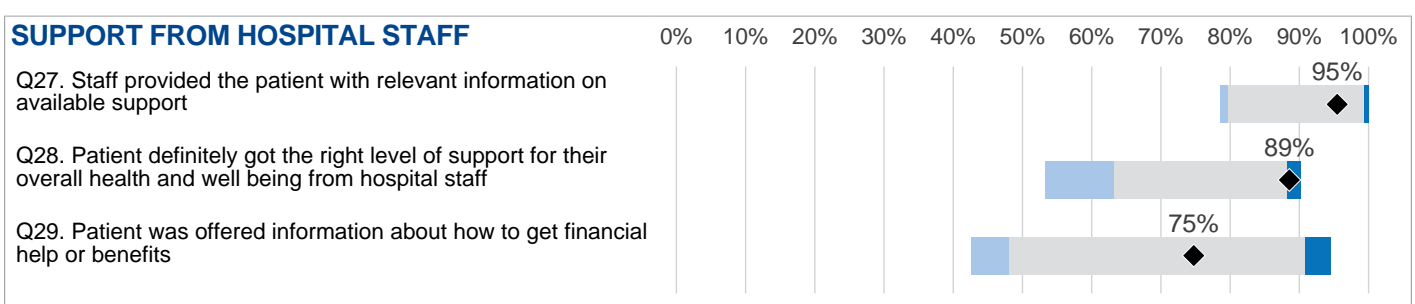 SUPPORT FROM HOSPITAL STAFF 0% 10% 20% 30% 40% 50% 60% 70% 80% 90% 100%
Q27. Staff provided the patient with relevant information on
available support
95%
Q28. Patient definitely got the right level of support for their
overall health and well being from hospital staff
89%
Q29. Patient was offered information about how to get financial
help or benefits
75%